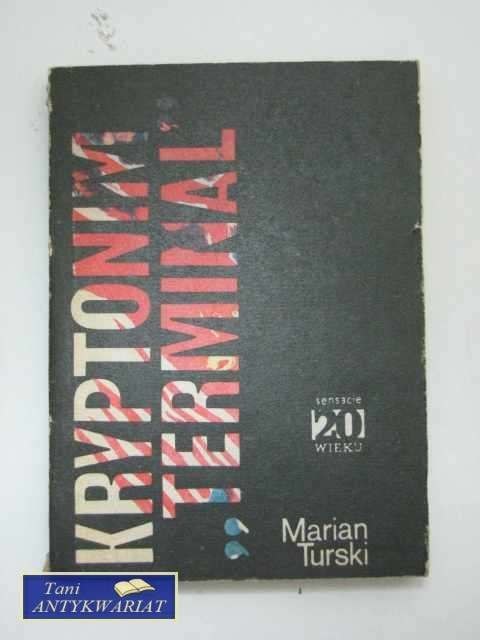 KRYPTONIM
„TERMINAL”
sensacje
20
WIEKU
Marian
Turski
Tani
ANTYKWARIAT